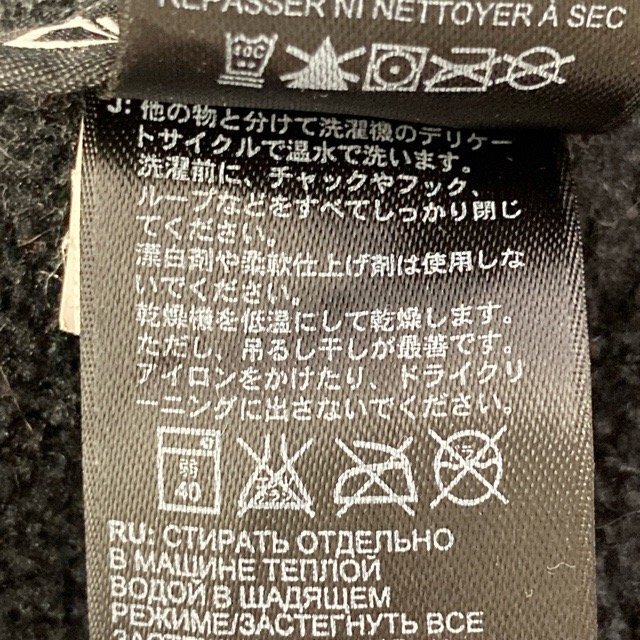 REPASSER NI NETTOYER À SEC
J: 他の物と分けて洗濯機のデリケー
トサイクルで温水で洗います。
洗濯前に、チャックやフック、
ループなどをすべてしっかり閉じ
てください。
漂白剤や柔軟仕上げ剤は使用しな
いでください。
乾燥機を低温にして乾燥します。
ただし、吊るし干しが最善です。
アイロンをかけたり、ドライクリ
ーニングに出さないでください。
弱
40
RU: СТИРАТЬ ОТДЕЛЬНО
В МАШИНЕ ТЕПЛОЙ
ВОДОЙ В ЩАДЯЩЕМ
РЕЖИМЕ/ЗАСТЕГНУТЬ ВСЕ